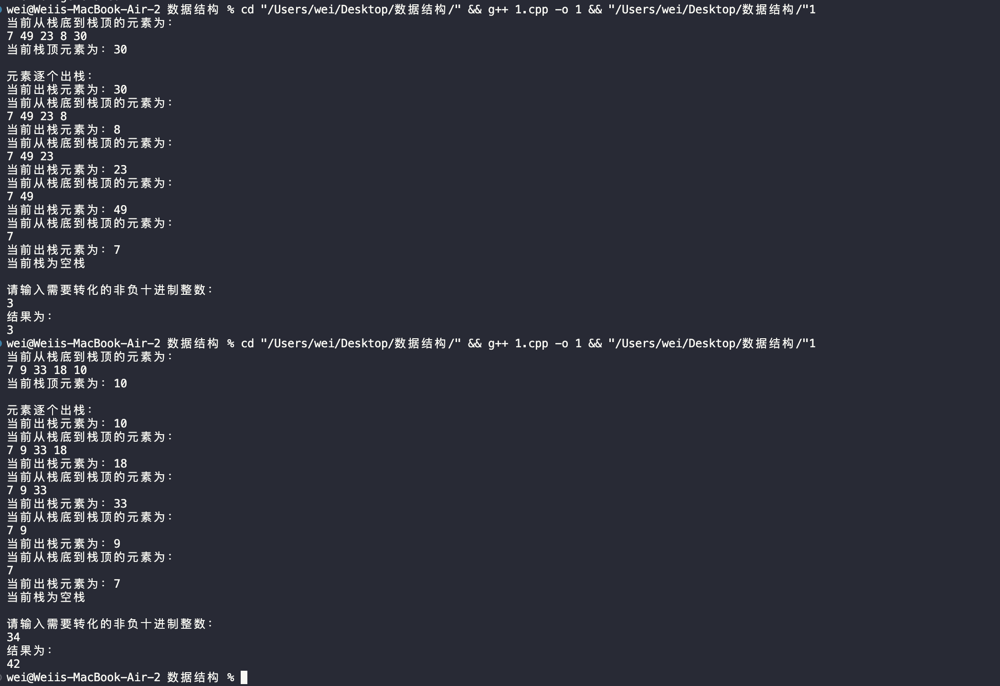 wei@Weiis-MacBook-Air-2 数据结构 % cd "/Users/wei/Desktop/数据结构/" && g++ 1.cpp -o 1 && "/Users/wei/Desktop/数据结构/"1
当前从栈底到栈顶的元素为：
7 49 23 8 30
当前栈顶元素为：30
元素逐个出栈：
当前出栈元素为：30
当前从栈底到栈顶的元素为：
7 49 23 8
当前出栈元素为：8
当前从栈底到栈顶的元素为：
7 49 23
当前出栈元素为：23
当前从栈底到栈顶的元素为：
7 49
当前出栈元素为：49
当前从栈底到栈顶的元素为：
7
当前出栈元素为：7
当前栈为空栈
请输入需要转化的非负十进制整数：
3
结果为：
3
wei@Weiis-MacBook-Air-2 数据结构 % cd "/Users/wei/Desktop/数据结构/" && g++ 1.cpp -o 1 && "/Users/wei/Desktop/数据结构/"1
当前从栈底到栈顶的元素为：
7 9 33 18 10
当前栈顶元素为：10
元素逐个出栈：
当前出栈元素为：10
当前从栈底到栈顶的元素为：
7 9 33 18
当前出栈元素为：18
当前从栈底到栈顶的元素为：
7 9 33
当前出栈元素为：33
当前从栈底到栈顶的元素为：
7 9
当前出栈元素为：9
当前从栈底到栈顶的元素为：
7
当前出栈元素为：7
当前栈为空栈
请输入需要转化的非负十进制整数：
34
结果为：
42
wei@Weiis-MacBook-Air-2 数据结构 %